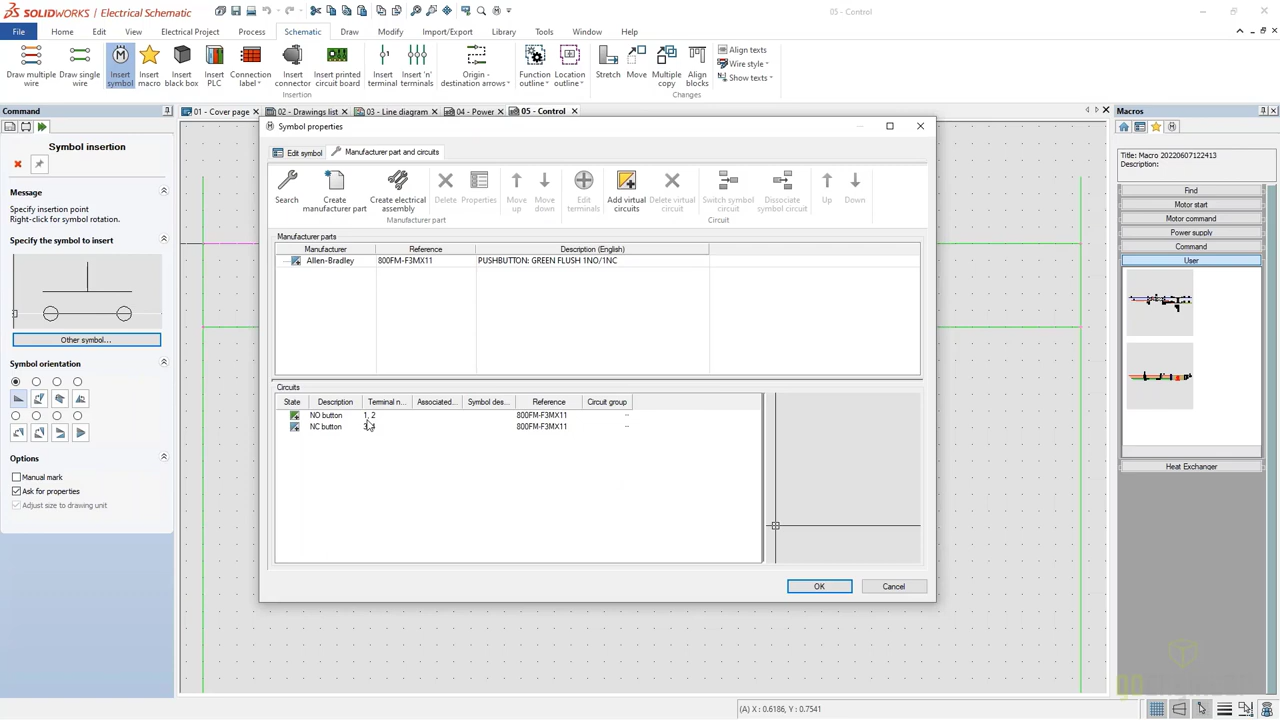 SOLIDWORKS | Electrical Schematic
05 - Control
File Home Edit View Electrical Project Process Schematic Draw Modify Import/Export Library Tools Window Help
Draw multiple wire
Draw single wire
Insert symbol
Insert macro
Insert black box
Insert PLC
Connection label
Insert connector
Insert printed circuit board
Insert terminal
Insert 'n' terminals
Origin - destination arrows
Function outline
Location outline
Stretch
Move
Multiple copy
Align blocks
Align texts
Wire style
Show texts
Insertion
Changes
Command
01 - Cover page
02 - Drawings list
03 - Line diagram
04 - Power
05 - Control
Macros
Symbol insertion
Message
Specify insertion point
Right-click for symbol rotation.
Specify the symbol to insert
Other symbol...
Symbol orientation
Options
Manual mark
Ask for properties
Adjust size to drawing unit
Symbol properties
Edit symbol
Manufacturer part and circuits
Search
Create manufacturer part
Create electrical assembly
Delete
Properties
Move up
Move down
Edit terminals
Add virtual circuits
Delete virtual circuit
Switch symbol circuit
Dissociate symbol circuit
Up
Down
Manufacturer part
Circuit
Manufacturer parts
Manufacturer Reference Description (English)
Allen-Bradley 800FM-F3MX11 PUSHBUTTON: GREEN FLUSH 1NO/1NC
Circuits
State Description Terminal n... Associated... Symbol des... Reference Circuit group
NO button 1, 2 800FM-F3MX11 --
NC button 800FM-F3MX11 --
OK
Cancel
Title: Macro 20220607122413
Description:
Find
Motor start
Motor command
Power supply
Command
User
Heat Exchanger
goengineer
(A) X : 0.6186, Y : 0.7541